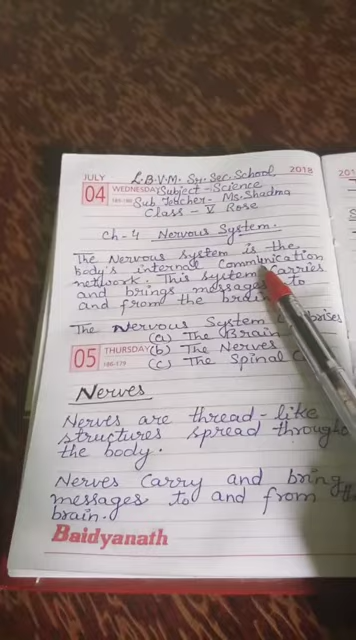 JULY
L.B.V.M. Sr. Sec. School
2018
201
04 WEDNESDAY Subject - Science
Sub Teacher - Ms. Shadma
Class - V Rose
Ch-4 Nervous System.
The Nervous System is the
body's internal communication
network. This system carries
and brings messages to
and from the brain
The Nervous System
(a) The Brain
05 THURSDAY (b) The Nerves
186-179 (c) The Spinal C
Nerves
Nerves are thread-like
structures spread through
the body.
Nerves carry and bring
messages to and from
brain.
Baidyanath